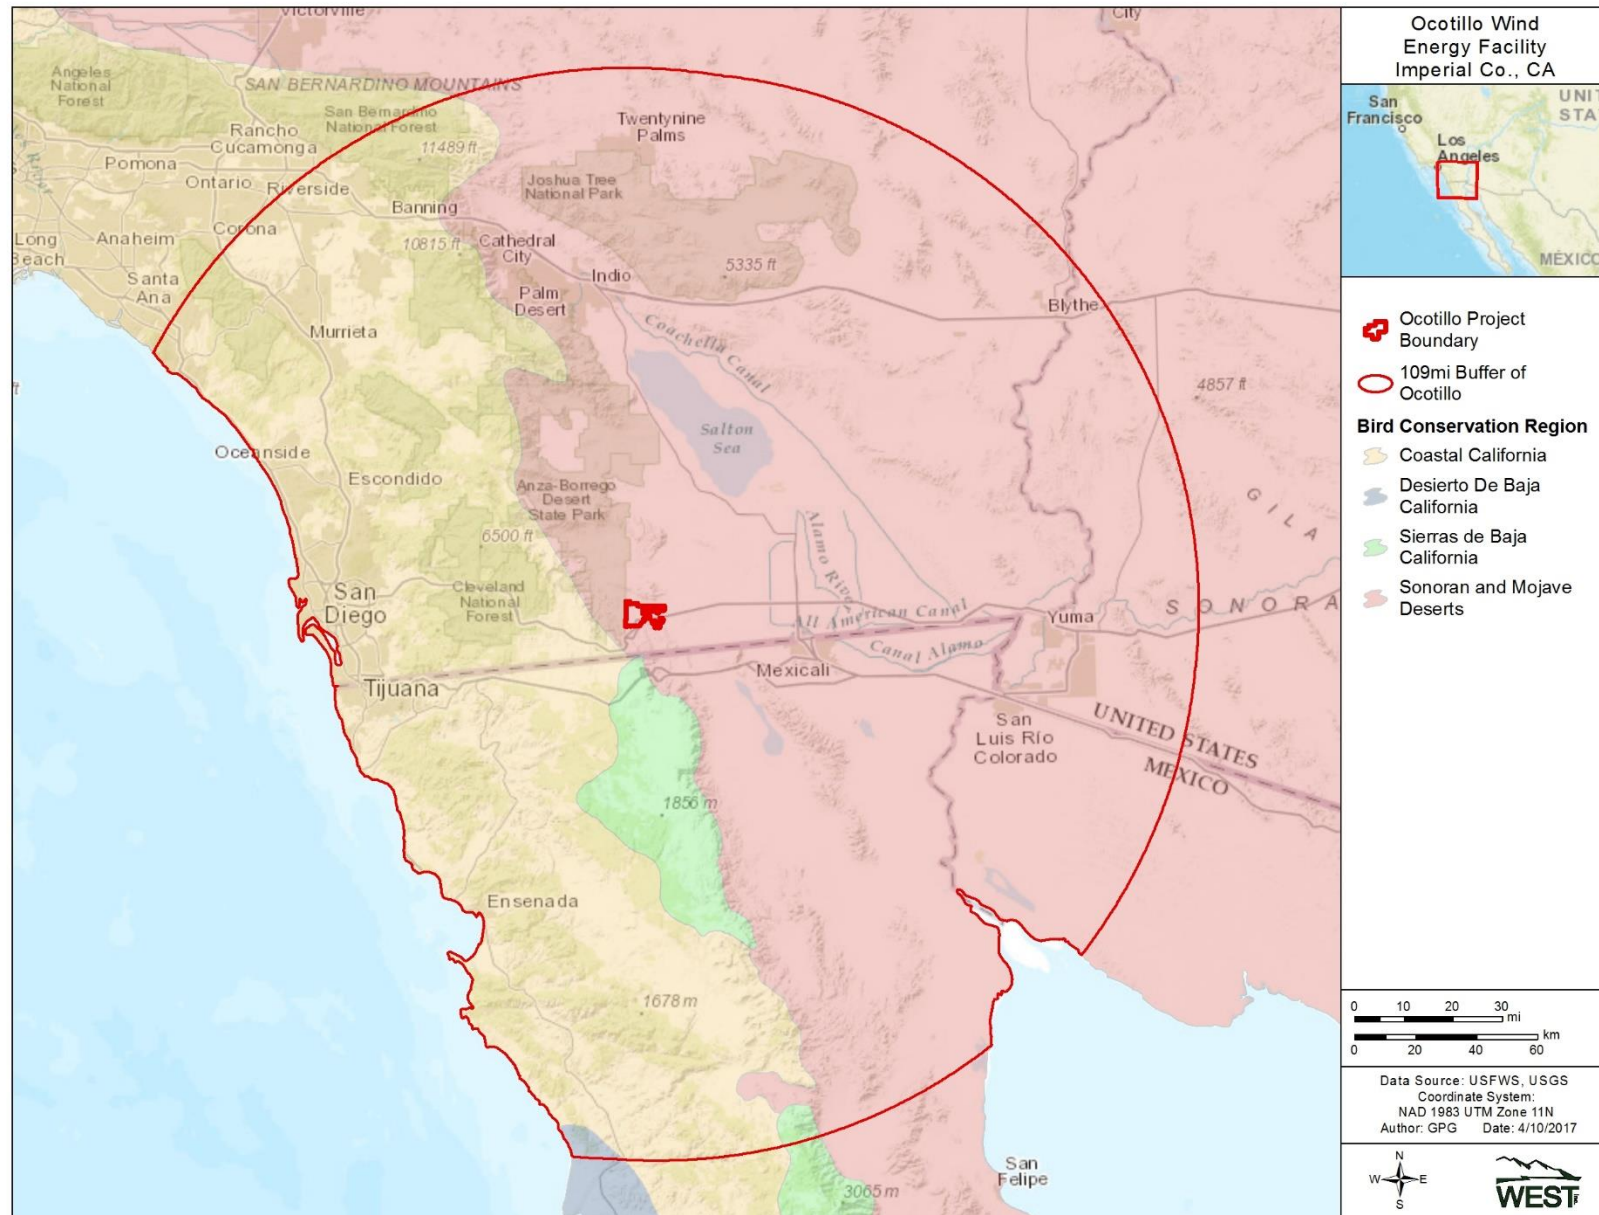 Victorville
City
Angeles
National
Forest
SAN BERNARDINO MOUNTAINS
San Bernardino
National Forest
Rancho
Cucamonga
11489 ft
Twentynine
Palms
Pomona
Ontario
Riverside
Joshua Tree
National Park
Banning
Long
Beach
Anaheim
Corona
10815 ft
Cathedral
City
5335 ft
Santa
Ana
Indio
Palm
Desert
Blythe
Murrieta
Coachella Canal
4857 ft
Salton
Sea
Oceanside
Escondido
Anza-Borrego
Desert
State Park
GILA
6500 ft
Alamo River
San
Diego
Cleveland
National
Forest
All American Canal
Yuma
SONORA
Canal Alamo
Mexicali
Tijuana
San
Luis Río
Colorado
UNITED STATES
MEXICO
1856 m
Ensenada
1678 m
San
Felipe
3065 m
Ocotillo Wind
Energy Facility
Imperial Co., CA
San
Francisco
UNIT
STA
Los
Angeles
MÉXICO
Ocotillo Project
Boundary
109mi Buffer of
Ocotillo
Bird Conservation Region
Coastal California
Desierto De Baja
California
Sierras de Baja
California
Sonoran and Mojave
Deserts
0 10 20 30
mi
km
0 20 40 60
Data Source: USFWS, USGS
Coordinate System:
NAD 1983 UTM Zone 11N
Author: GPG Date: 4/10/2017
N
W E
S
WEST